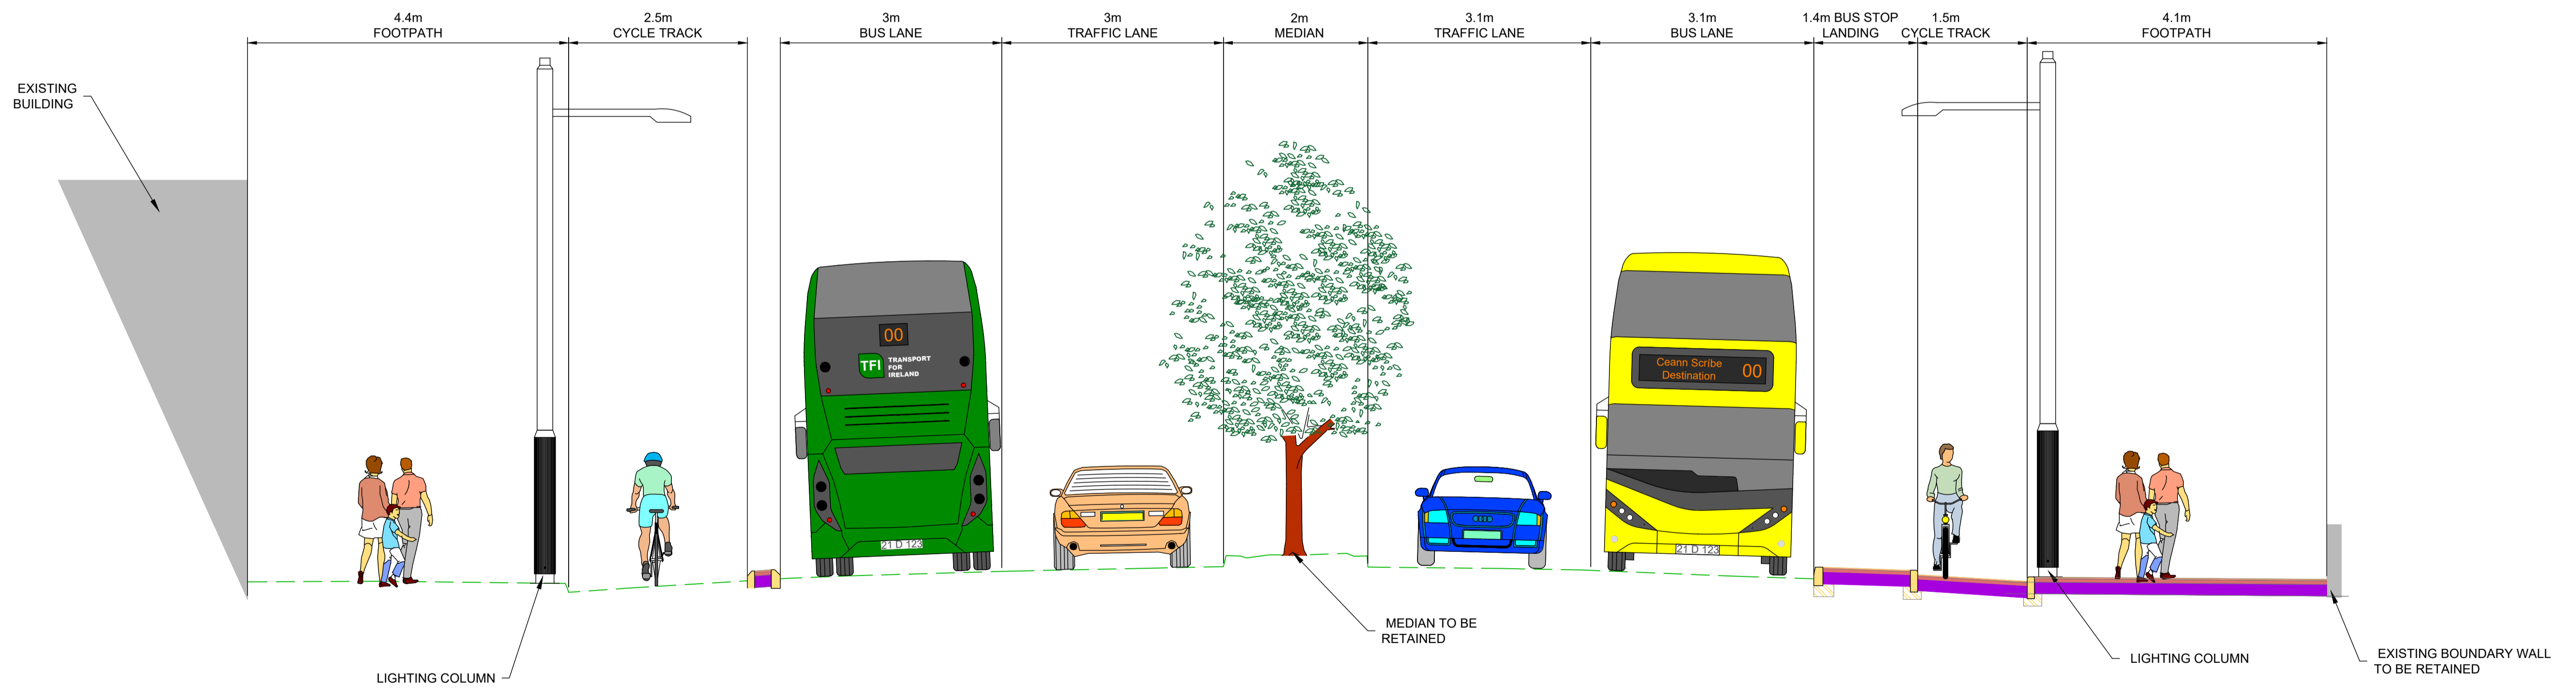 4.4m
FOOTPATH
2.5m
CYCLE TRACK
3m
BUS LANE
3m
TRAFFIC LANE
2m
MEDIAN
3.1m
TRAFFIC LANE
3.1m
BUS LANE
1.4m BUS STOP
LANDING
1.5m
CYCLE TRACK
4.1m
FOOTPATH
EXISTING
BUILDING
00
TFI
TRANSPORT
FOR
IRELAND
21 D 123
Ceann Scríbe
Destination
00
21 D 123
MEDIAN TO BE
RETAINED
LIGHTING COLUMN
LIGHTING COLUMN
EXISTING BOUNDARY WALL
TO BE RETAINED